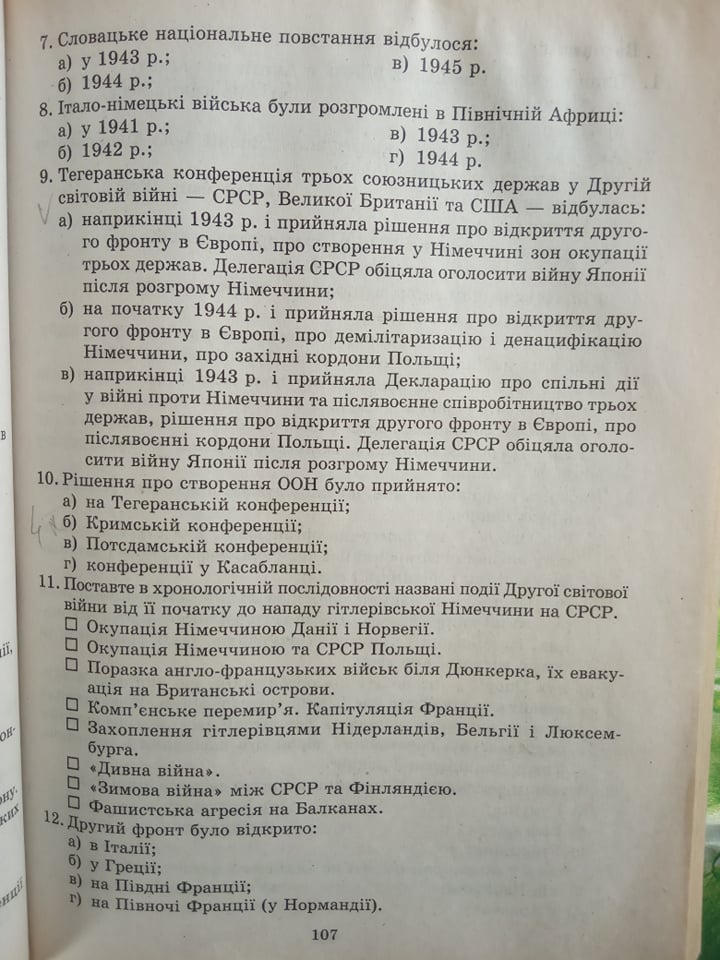 7. Словацьке національне повстання відбулося:
а) у 1943 р.; в) 1945 р.
б) 1944 р.;
8. Італо-німецькі війська були розгромлені в Північній Африці:
а) у 1941 р.; в) 1943 р.;
б) 1942 р.; г) 1944 р.
9. Тегеранська конференція трьох союзницьких держав у Другій
світовій війні — СРСР, Великої Британії та США — відбулась:
а) наприкінці 1943 р. і прийняла рішення про відкриття друго-
го фронту в Європі, про створення у Німеччині зон окупації
трьох держав. Делегація СРСР обіцяла оголосити війну Японії
після розгрому Німеччини;
б) на початку 1944 р. і прийняла рішення про відкриття дру-
гого фронту в Європі, про демілітаризацію і денацифікацію
Німеччини, про західні кордони Польщі;
в) наприкінці 1943 р. і прийняла Декларацію про спільні дії
у війні проти Німеччини та післявоєнне співробітництво трьох
держав, рішення про відкриття другого фронту в Європі, про
післявоєнні кордони Польщі. Делегація СРСР обіцяла оголо-
сити війну Японії після розгрому Німеччини.
10. Рішення про створення ООН було прийнято:
а) на Тегеранській конференції;
б) Кримській конференції;
в) Потсдамській конференції;
г) конференції у Касабланці.
11. Поставте в хронологічній послідовності названі події Другої світової
війни від її початку до нападу гітлерівської Німеччини на СРСР.
☐ Окупація Німеччиною Данії і Норвегії.
☐ Окупація Німеччиною та СРСР Польщі.
☐ Поразка англо-французьких військ біля Дюнкерка, їх еваку-
ація на Британські острови.
☐ Комп'єнське перемир'я. Капітуляція Франції.
☐ Захоплення гітлерівцями Нідерландів, Бельгії і Люксем-
бурга.
☐ «Дивна війна».
☐ «Зимова війна» між СРСР та Фінляндією.
☐ Фашистська агресія на Балканах.
12. Другий фронт було відкрито:
а) в Італії;
б) у Греції;
в) на Півдні Франції;
г) на Півночі Франції (у Нормандії).
107